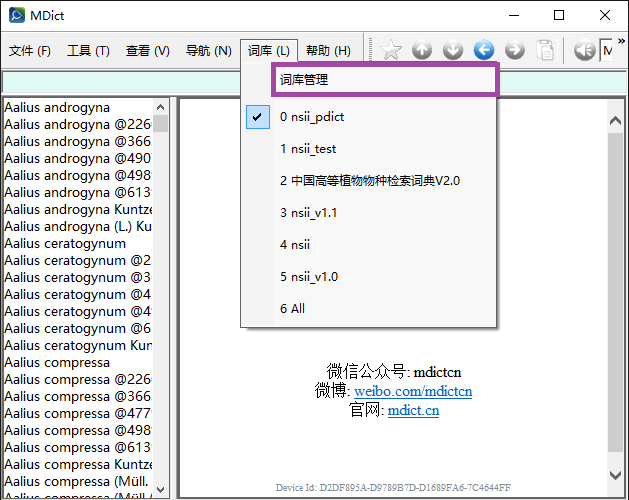 MDict
文件 (F) 工具 (T) 查看 (V) 导航 (N) 词库 (L) 帮助 (H) M »
词库管理
0 nsii_pdict
1 nsii_test
2 中国高等植物物种检索词典V2.0
3 nsii_v1.1
4 nsii
5 nsii_v1.0
6 All
Aalius androgyna
Aalius androgyna @226
Aalius androgyna @366
Aalius androgyna @490
Aalius androgyna @498
Aalius androgyna @613
Aalius androgyna Kuntze
Aalius androgyna (L.) Ku
Aalius ceratogynum
Aalius ceratogynum @2
Aalius ceratogynum @3
Aalius ceratogynum @4
Aalius ceratogynum @4
Aalius ceratogynum @6
Aalius ceratogynum Kun
Aalius compressa
Aalius compressa @226
Aalius compressa @366
Aalius compressa @477
Aalius compressa @498
Aalius compressa @613
Aalius compressa Kuntze
Aalius compressa (Müll.
Aalius compressa (Müll
微信公众号: mdictcn
微博: weibo.com/mdictcn
官网: mdict.cn
Device Id: D2DF895A-D9789B7D-D1689FA6-7C4644FF